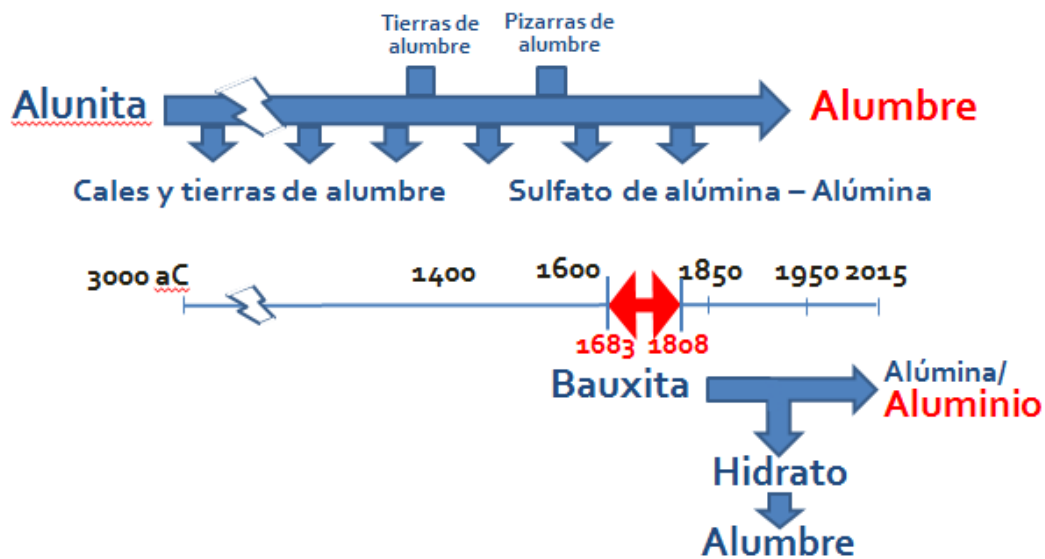 Tierras de
alumbre
Pizarras de
alumbre
Alunita
Alumbre
Cales y tierras de alumbre
Sulfato de alúmina – Alúmina
3000 aC
1400
1600
1850
1950
2015
1683
1808
Bauxita
Alúmina/
Aluminio
Hidrato
Alumbre